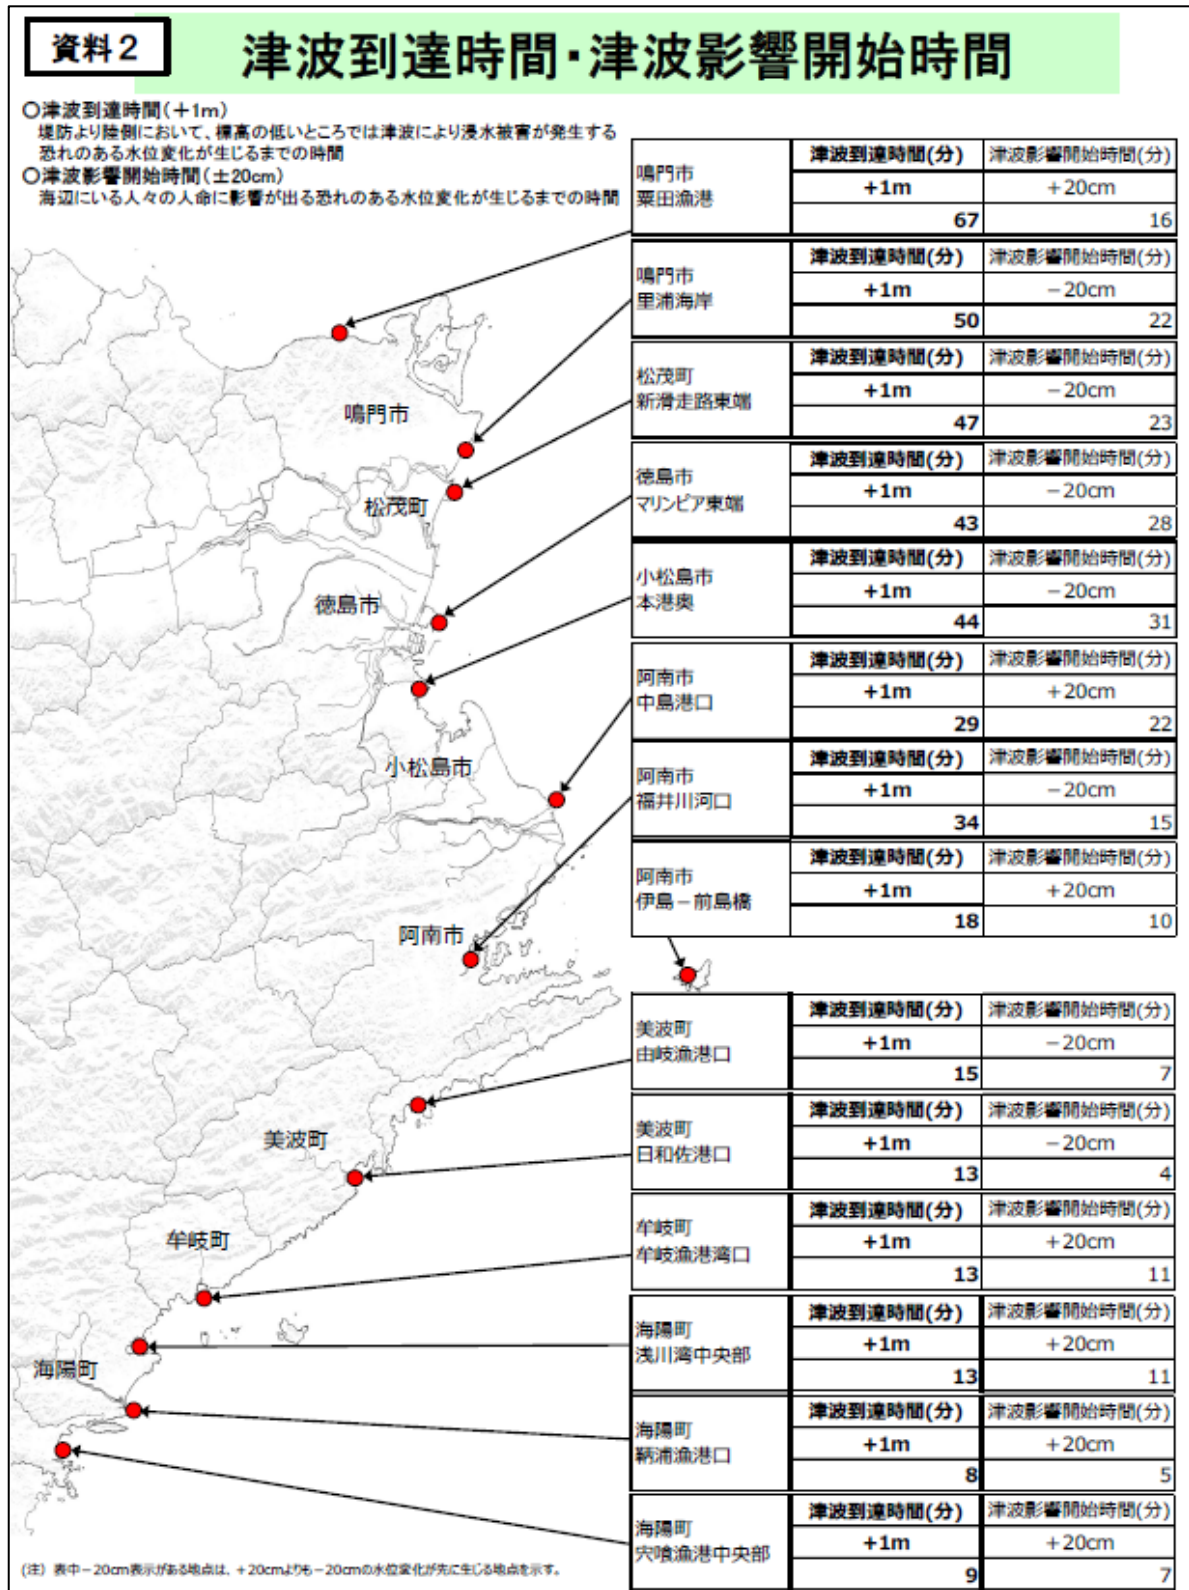 資料2
津波到達時間・津波影響開始時間
○津波到達時間(+1m)
堤防より陸側において、標高の低いところでは津波により浸水被害が発生する
恐れのある水位変化が生じるまでの時間
○津波影響開始時間(±20cm)
海辺にいる人々の人命に影響が出る恐れのある水位変化が生じるまでの時間
鳴門市
粟田漁港
津波到達時間(分) 津波影響開始時間(分)
+1m +20cm
67 16
鳴門市
里浦海岸
津波到達時間(分) 津波影響開始時間(分)
+1m -20cm
50 22
松茂町
新滑走路東端
津波到達時間(分) 津波影響開始時間(分)
+1m -20cm
47 23
徳島市
マリンピア東端
津波到達時間(分) 津波影響開始時間(分)
+1m -20cm
43 28
小松島市
本港奥
津波到達時間(分) 津波影響開始時間(分)
+1m -20cm
44 31
阿南市
中島港口
津波到達時間(分) 津波影響開始時間(分)
+1m +20cm
29 22
阿南市
福井川河口
津波到達時間(分) 津波影響開始時間(分)
+1m -20cm
34 15
阿南市
伊島-前島橋
津波到達時間(分) 津波影響開始時間(分)
+1m +20cm
18 10
美波町
由岐漁港口
津波到達時間(分) 津波影響開始時間(分)
+1m -20cm
15 7
美波町
日和佐港口
津波到達時間(分) 津波影響開始時間(分)
+1m -20cm
13 4
牟岐町
牟岐漁港湾口
津波到達時間(分) 津波影響開始時間(分)
+1m +20cm
13 11
海陽町
浅川湾中央部
津波到達時間(分) 津波影響開始時間(分)
+1m +20cm
13 11
海陽町
鞆浦漁港口
津波到達時間(分) 津波影響開始時間(分)
+1m +20cm
8 5
海陽町
宍喰漁港中央部
津波到達時間(分) 津波影響開始時間(分)
+1m +20cm
9 7
鳴門市
松茂町
徳島市
小松島市
阿南市
美波町
牟岐町
海陽町
(注) 表中-20cm表示がある地点は、+20cmよりも-20cmの水位変化が先に生じる地点を示す。